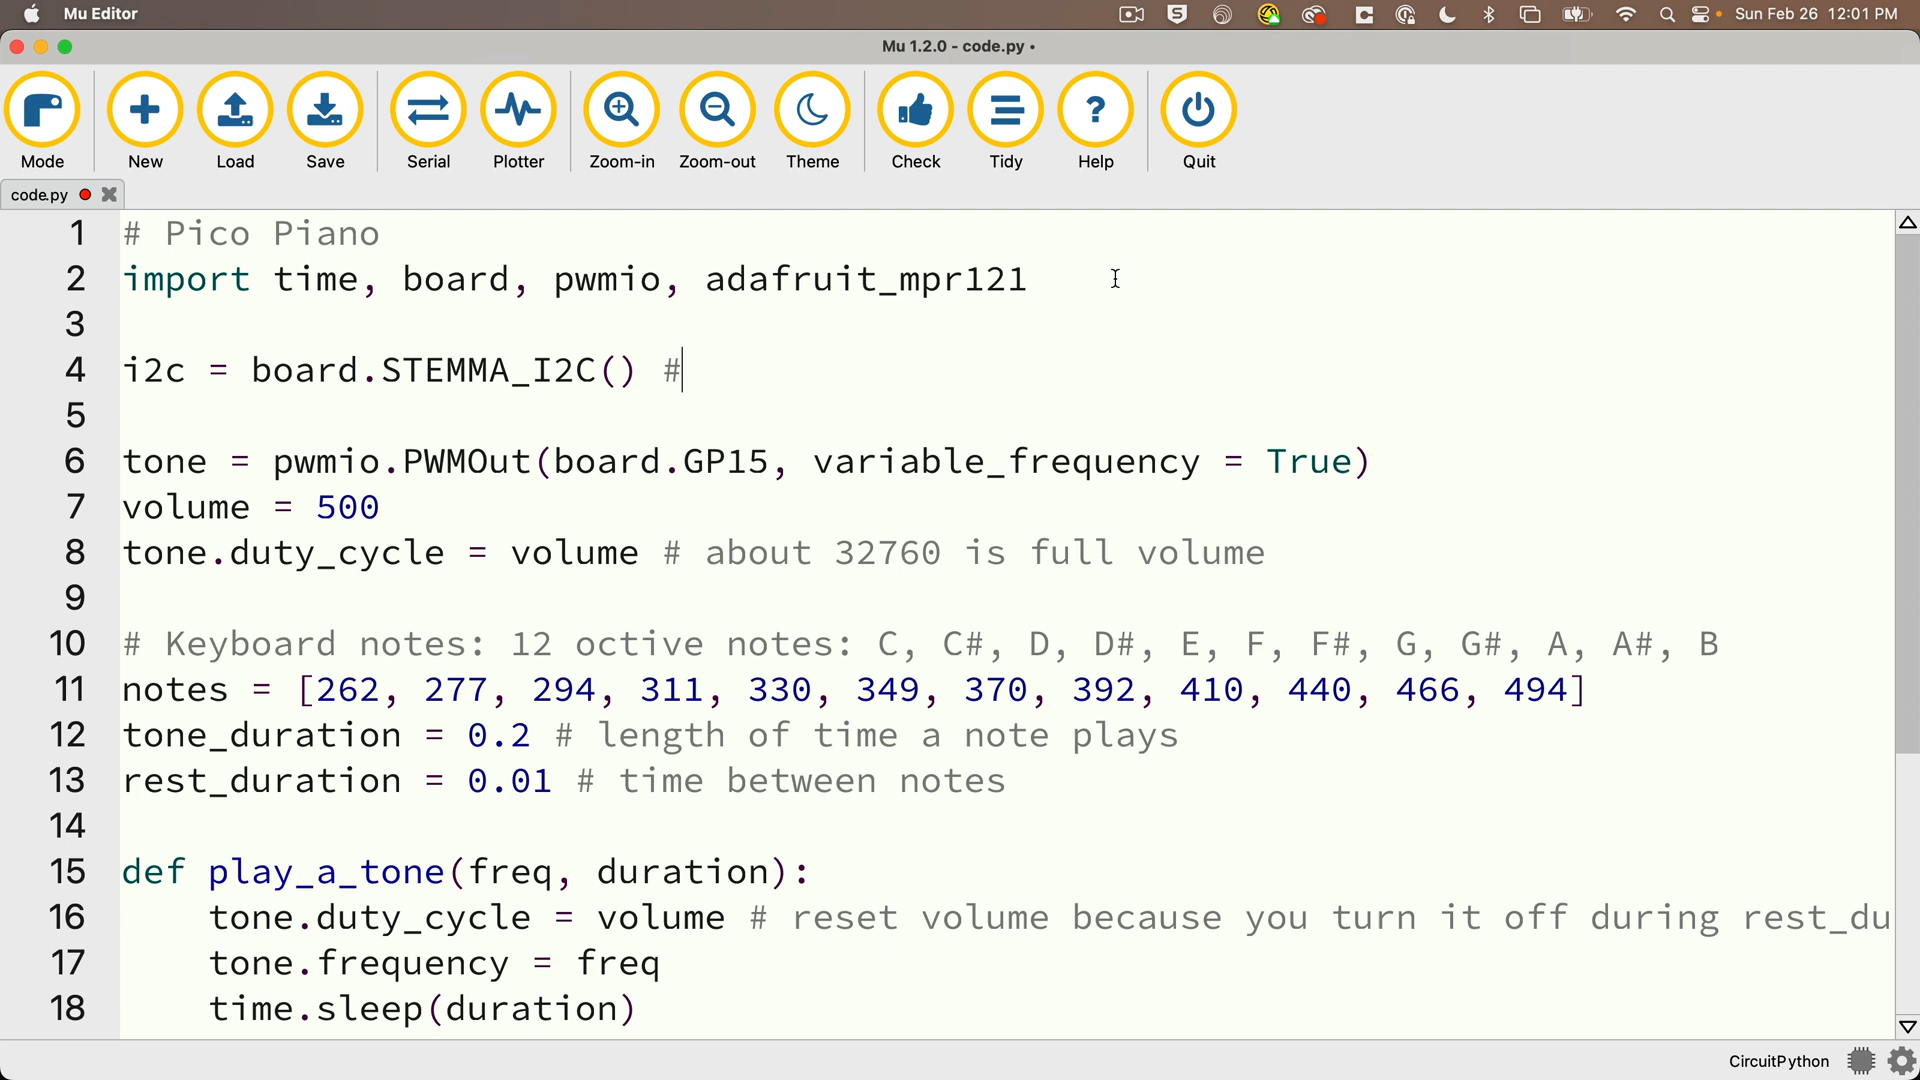 Mu Editor
Sun Feb 26 12:01 PM
Mu 1.2.0 - code.py •
Mode New Load Save Serial Plotter Zoom-in Zoom-out Theme Check Tidy Help Quit
code.py
1 # Pico Piano
2 import time, board, pwmio, adafruit_mpr121
3
4 i2c = board.STEMMA_I2C() #
5
6 tone = pwmio.PWMOut(board.GP15, variable_frequency = True)
7 volume = 500
8 tone.duty_cycle = volume # about 32760 is full volume
9
10 # Keyboard notes: 12 octive notes: C, C#, D, D#, E, F, F#, G, G#, A, A#, B
11 notes = [262, 277, 294, 311, 330, 349, 370, 392, 410, 440, 466, 494]
12 tone_duration = 0.2 # length of time a note plays
13 rest_duration = 0.01 # time between notes
14
15 def play_a_tone(freq, duration):
16     tone.duty_cycle = volume # reset volume because you turn it off during rest_du
17     tone.frequency = freq
18     time.sleep(duration)
CircuitPython